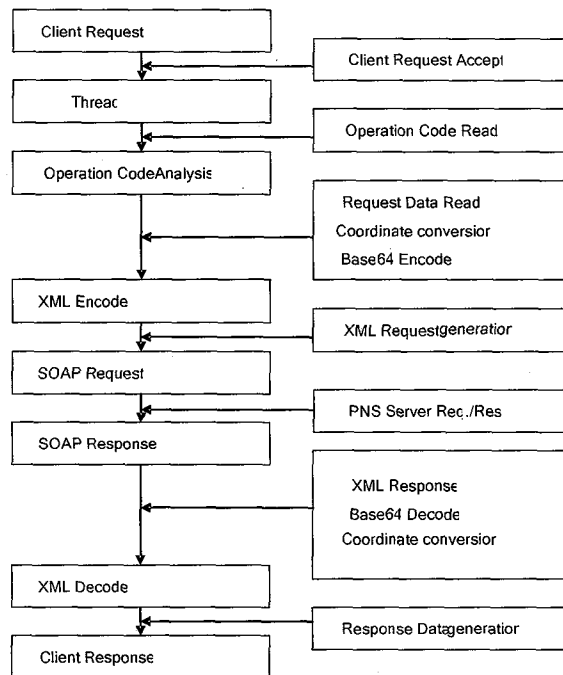 Client Request
Client Request Accept
Thread
Operation Code Read
Operation CodeAnalysis
Request Data Read
Coordinate conversior
Base64 Encode
XML Encode
XML Requestgeneratior
SOAP Request
PNS Server Req./Res
SOAP Response
XML Response
Base64 Decode
Coordinate conversior
XML Decode
Response Datageneratior
Client Response